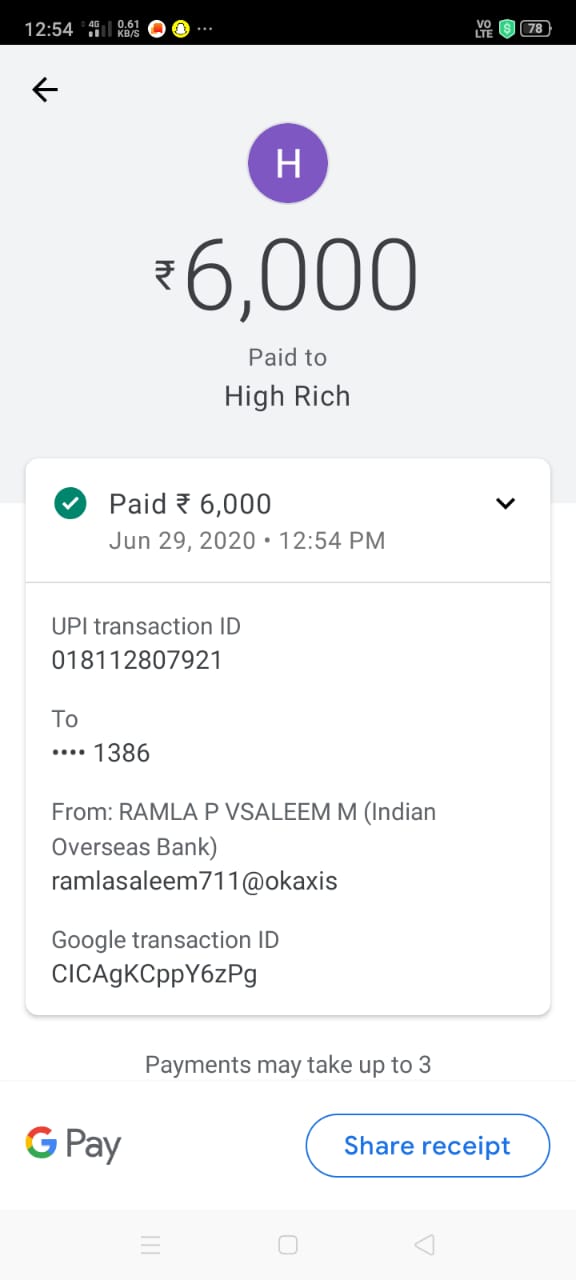 12:54 4G 0.61 KB/S ... VO LTE 78
H
₹6,000
Paid to
High Rich
Paid ₹ 6,000
Jun 29, 2020 • 12:54 PM
UPI transaction ID
018112807921
To
•••• 1386
From: RAMLA P VSALEEM M (Indian
Overseas Bank)
ramlasaleem711@okaxis
Google transaction ID
CICAgKCppY6zPg
Payments may take up to 3
G Pay
Share receipt